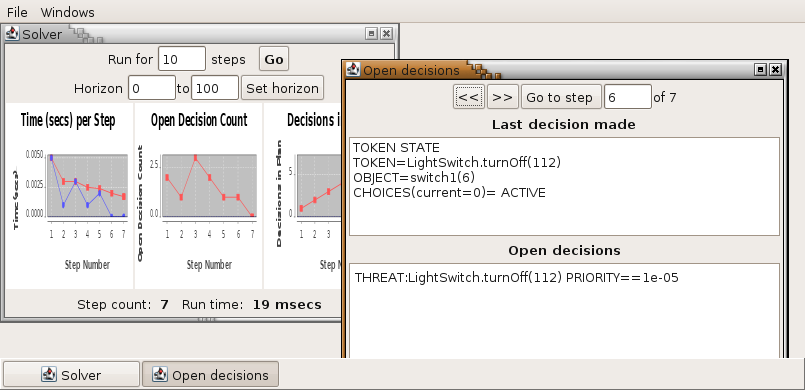 File Windows
Solver
Run for 10 steps Go
Horizon 0 to 100 Set horizon
Time (secs) per Step
Time (secs)
0.0050
0.0025
0.0000
1 2 3 4 5 6 7
Step Number
Open Decision Count
Open Decision Count
2.5
0.0
1 2 3 4 5 6 7
Step Number
Decisions in
Decisions in Plan
5
0
1 2 3
Step N
Step count: 7 Run time: 19 msecs
Open decisions
<< >> Go to step 6 of 7
Last decision made
TOKEN STATE
TOKEN=LightSwitch.turnOff(112)
OBJECT=switch1(6)
CHOICES(current=0)= ACTIVE
Open decisions
THREAT:LightSwitch.turnOff(112) PRIORITY==1e-05
Solver
Open decisions